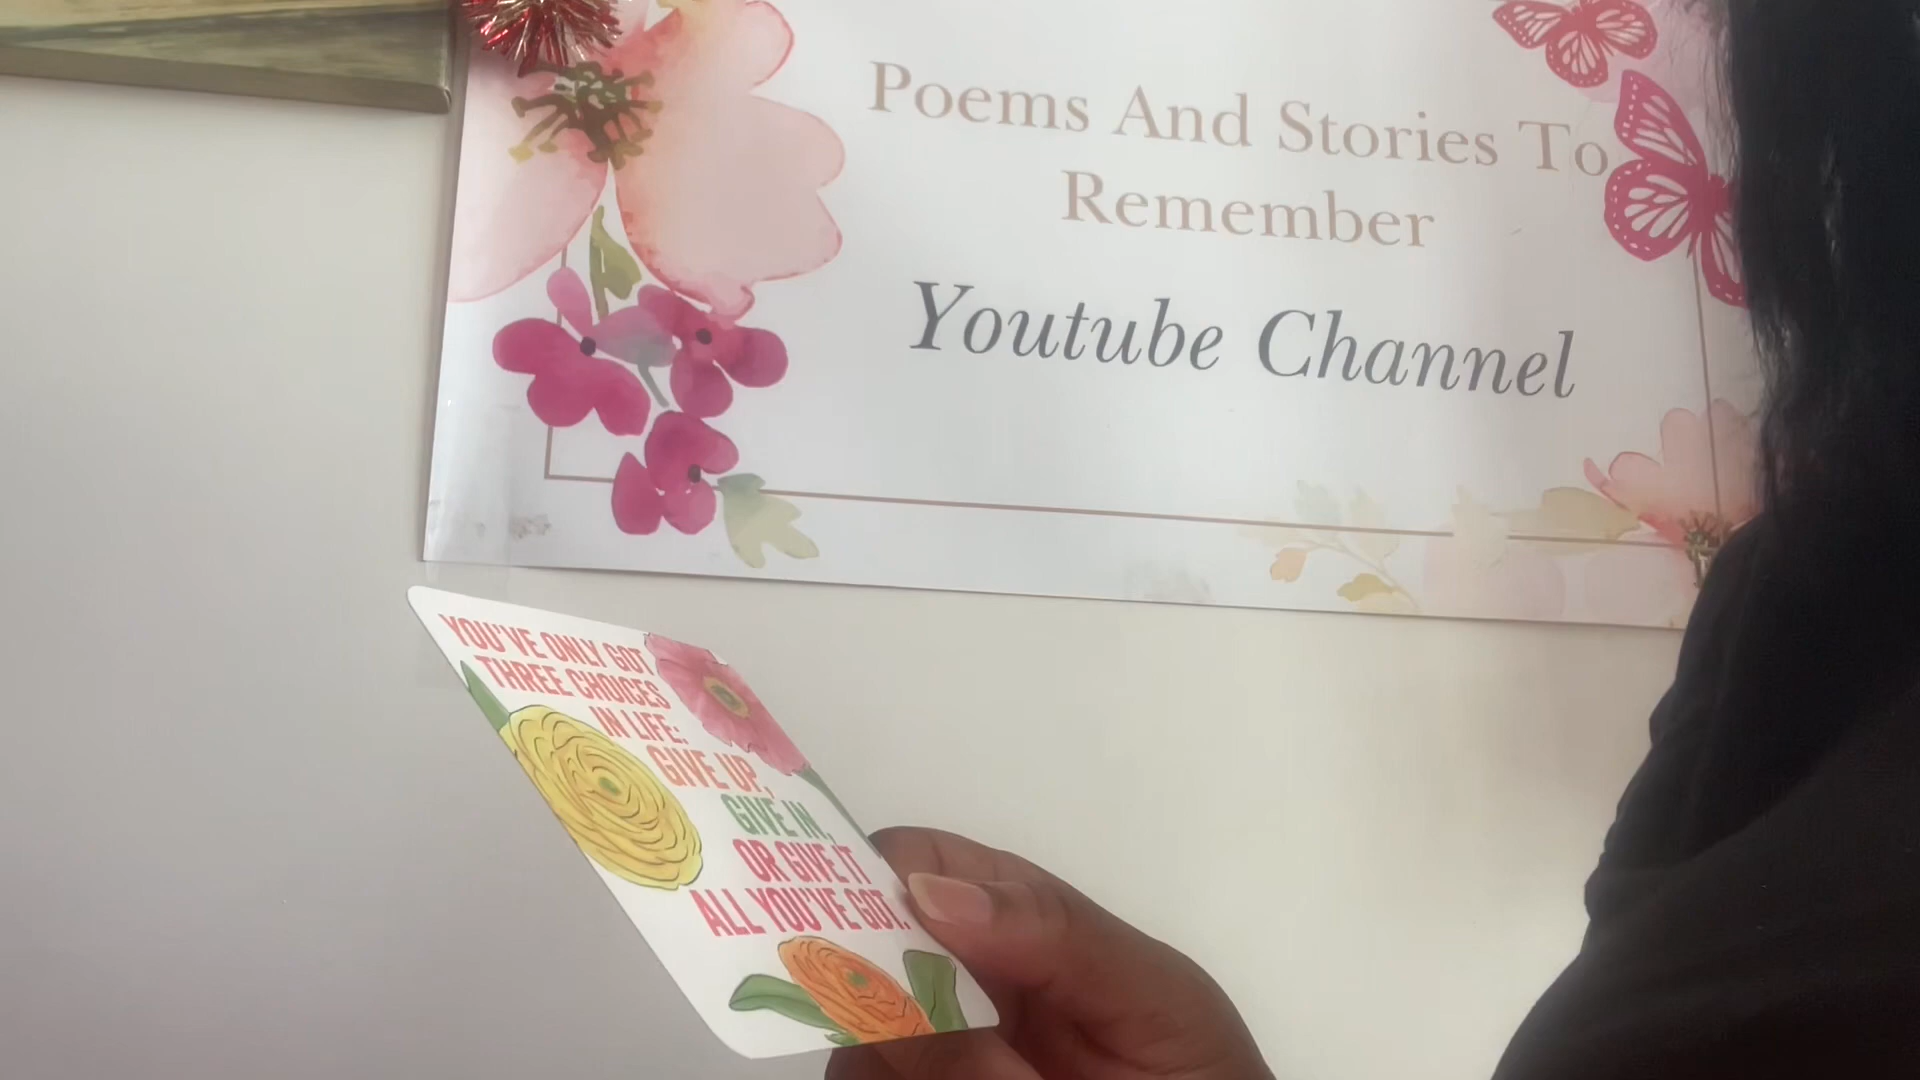 Poems And Stories To
Remember
Youtube Channel
YOU'VE ONLY GOT
THREE CHOICES
IN LIFE:
GIVE UP,
GIVE IN,
OR GIVE IT
ALL YOU'VE GOT.